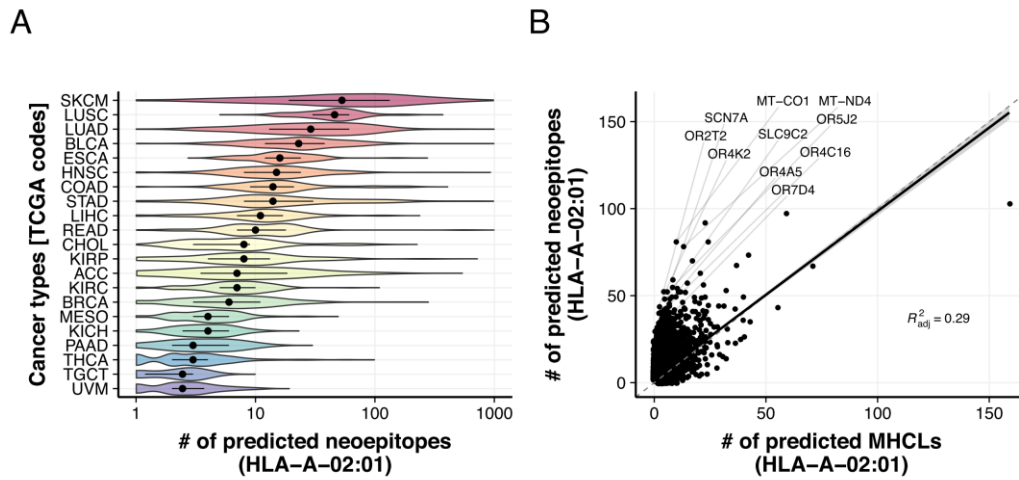 A
Cancer types [TCGA codes]
SKCM
LUSC
LUAD
BLCA
ESCA
HNSC
COAD
STAD
LIHC
READ
CHOL
KIRP
ACC
KIRC
BRCA
MESO
KICH
PAAD
THCA
TGCT
UVM
1 10 100 1000
# of predicted neoepitopes
(HLA−A−02:01)
B
# of predicted neoepitopes
(HLA−A−02:01)
150
100
50
0
MT−CO1 MT−ND4
SCN7A OR5J2
OR2T2 SLC9C2
OR4K2 OR4C16
OR4A5
OR7D4
R²adj = 0.29
0 50 100 150
# of predicted MHCLs
(HLA−A−02:01)